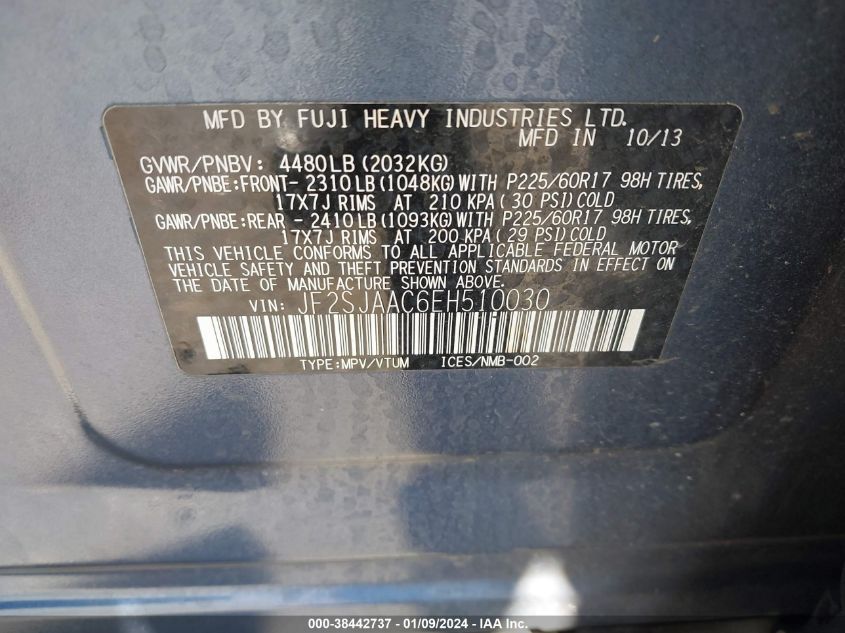 MFD BY FUJI HEAVY INDUSTRIES LTD.
MFD IN 10/13
GVWR/PNBV: 4480LB (2032KG)
GAWR/PNBE:FRONT- 2310LB (1048KG)WITH P225/60R17 98H TIRES,
17X7J RIMS AT 210 KPA ( 30 PSI)COLD
GAWR/PNBE:REAR - 2410LB (1093KG)WITH P225/60R17 98H TIRES,
17X7J RIMS AT 200 KPA ( 29 PSI)COLD
THIS VEHICLE CONFORMS TO ALL APPLICABLE FEDERAL MOTOR
VEHICLE SAFETY AND THEFT PREVENTION STANDARDS IN EFFECT ON
THE DATE OF MANUFACTURE SHOWN ABOVE.
VIN: JF2SJAAC6EH510030
TYPE:MPV/VTUM ICES/NMB-002
000-38442737 - 01/09/2024 - IAA Inc.